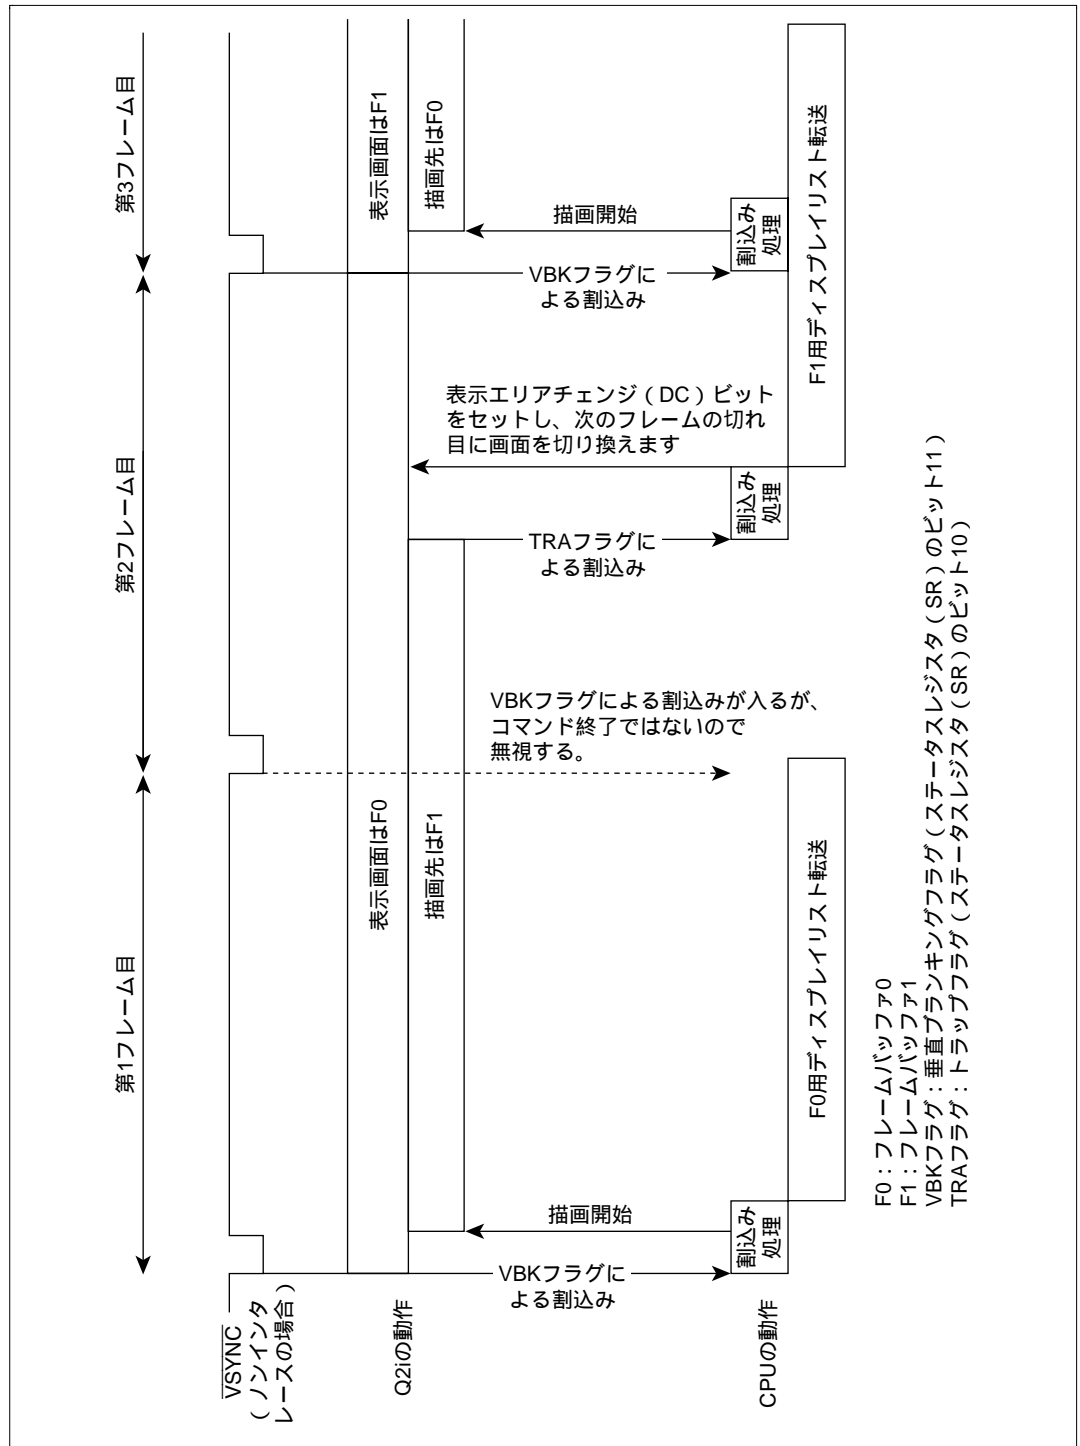 第1フレーム目
第2フレーム目
第3フレーム目
VSYNC
(ノンインタ
レースの場合)
Q2iの動作
表示画面はF0
表示画面はF1
描画先はF1
描画先はF0
VBKフラグに
よる割込み
描画開始
VBKフラグによる割込みが入るが、
コマンド終了ではないので
無視する。
TRAフラグに
よる割込み
表示エリアチェンジ(DC)ビット
をセットし、次のフレームの切れ
目に画面を切り換えます
VBKフラグに
よる割込み
描画開始
CPUの動作
割込み
処理
割込み
処理
割込み
処理
F0用ディスプレイリスト転送
F1用ディスプレイリスト転送
F0:フレームバッファ0
F1:フレームバッファ1
VBKフラグ:垂直ブランキングフラグ(ステータスレジスタ(SR)のビット11)
TRAフラグ:トラップフラグ(ステータスレジスタ(SR)のビット10)